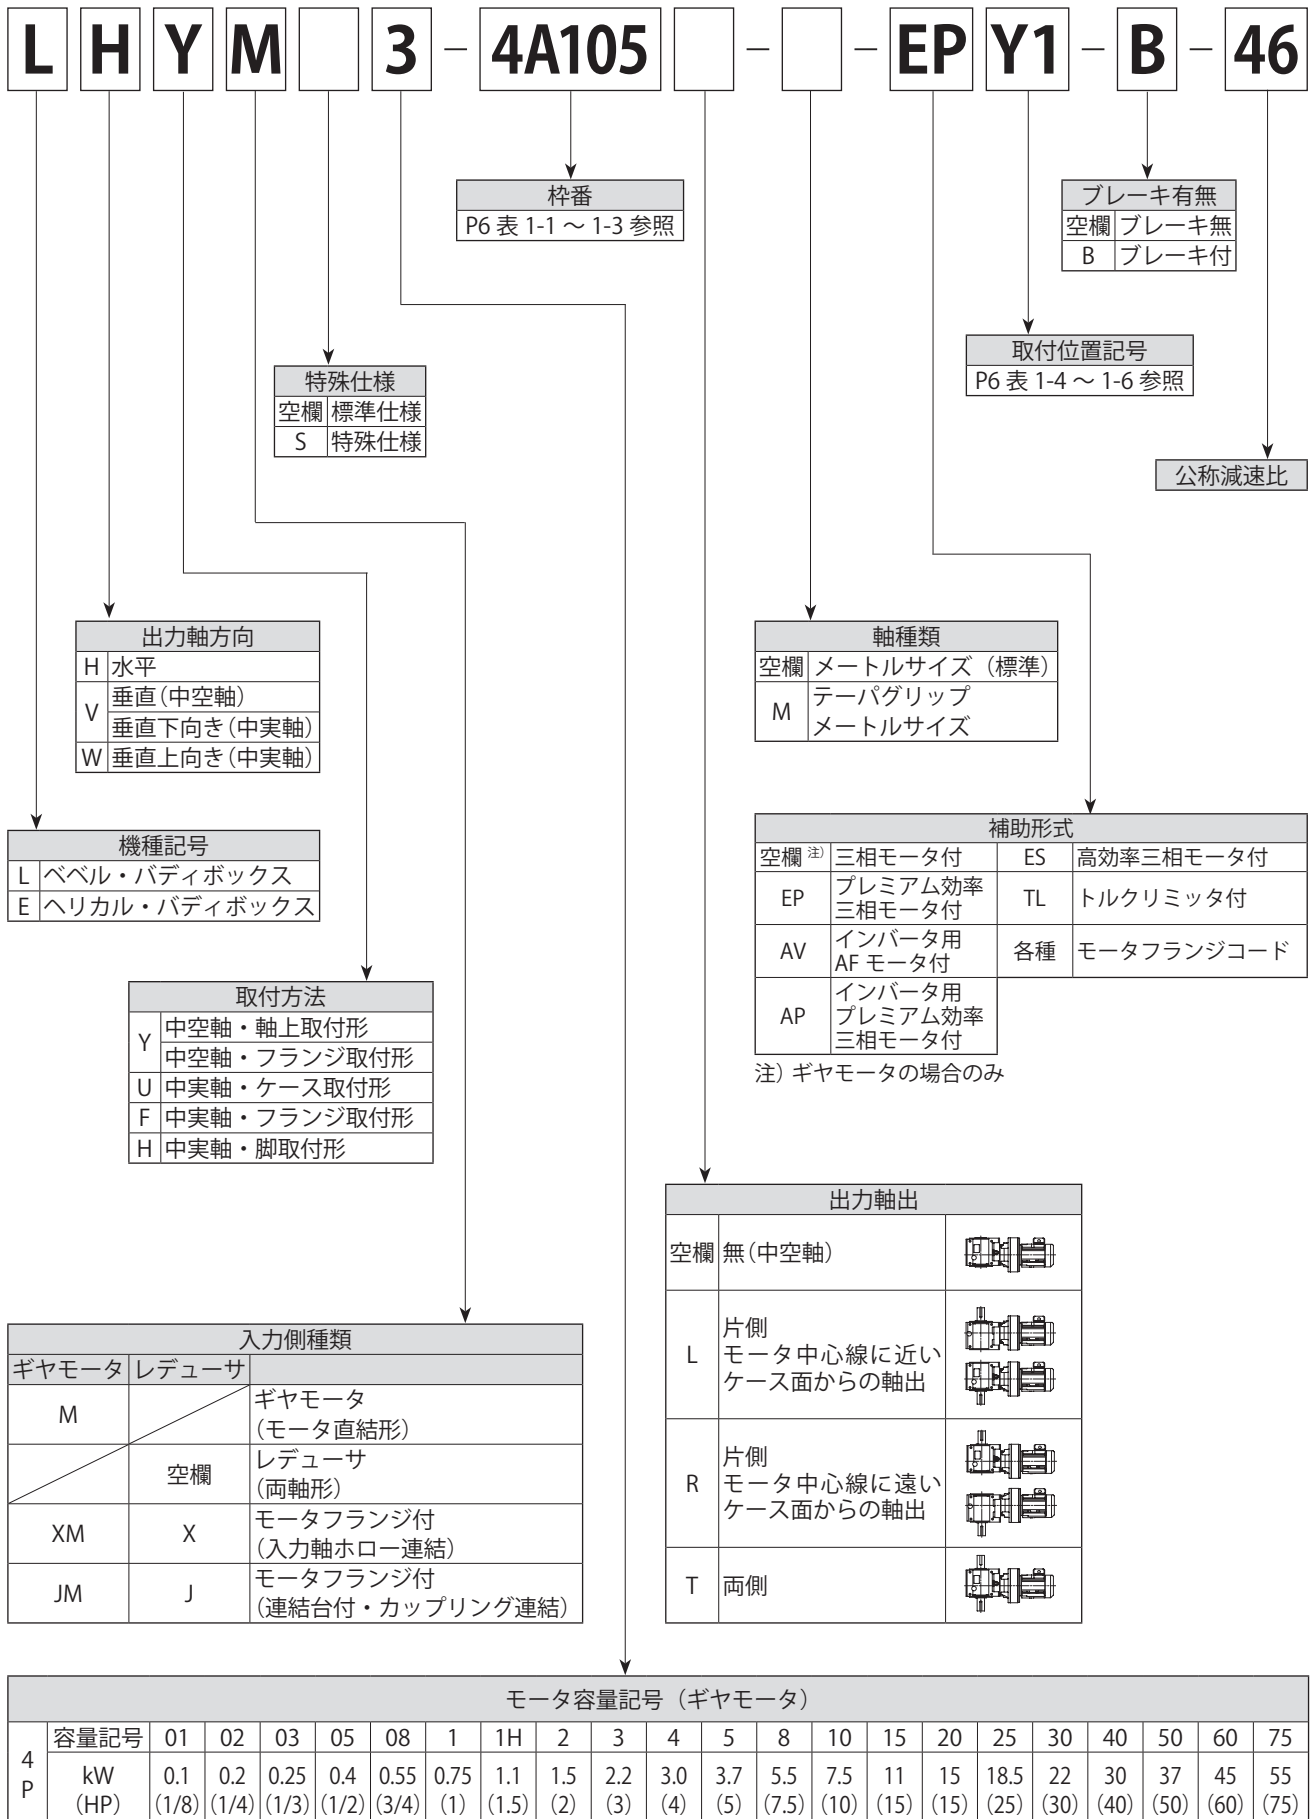 L H Y M 3 - 4A105 - - EP Y1 - B - 46
枠番
P6 表 1-1 ～ 1-3 参照
ブレーキ有無
空欄 ブレーキ無
B ブレーキ付
取付位置記号
P6 表 1-4 ～ 1-6 参照
特殊仕様
空欄 標準仕様
S 特殊仕様
公称減速比
出力軸方向
H 水平
V 垂直（中空軸）
垂直下向き（中実軸）
W 垂直上向き（中実軸）
軸種類
空欄 メートルサイズ（標準）
M テーパグリップ
メートルサイズ
機種記号
L ベベル・バディボックス
E ヘリカル・バディボックス
補助形式
空欄 注） 三相モータ付 ES 高効率三相モータ付
EP プレミアム効率
三相モータ付
TL トルクリミッタ付
AV インバータ用
AF モータ付
各種 モータフランジコード
AP インバータ用
プレミアム効率
三相モータ付
注）ギヤモータの場合のみ
取付方法
Y 中空軸・軸上取付形
中空軸・フランジ取付形
U 中実軸・ケース取付形
F 中実軸・フランジ取付形
H 中実軸・脚取付形
出力軸出
空欄 無（中空軸）
L 片側
モータ中心線に近い
ケース面からの軸出
R 片側
モータ中心線に遠い
ケース面からの軸出
T 両側
入力側種類
ギヤモータ レデューサ
M ギヤモータ
（モータ直結形）
空欄 レデューサ
（両軸形）
XM X モータフランジ付
（入力軸ホロー連結）
JM J モータフランジ付
（連結台付・カップリング連結）
モータ容量記号（ギヤモータ）
4P 容量記号 01 02 03 05 08 1 1H 2 3 4 5 8 10 15 20 25 30 40 50 60 75
kW 0.1 0.2 0.25 0.4 0.55 0.75 1.1 1.5 2.2 3.0 3.7 5.5 7.5 11 15 18.5 22 30 37 45 55
(HP) (1/8) (1/4) (1/3) (1/2) (3/4) (1) (1.5) (2) (3) (4) (5) (7.5) (10) (15) (15) (25) (30) (40) (50) (60) (75)